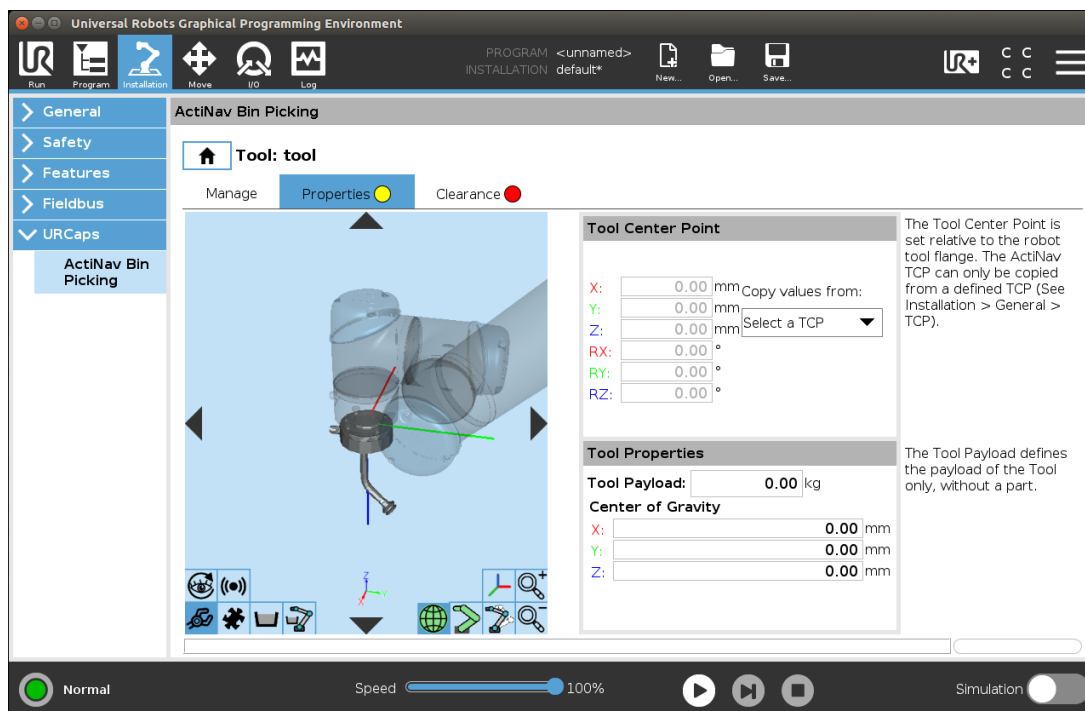 Universal Robots Graphical Programming Environment
UR
Run
Program
Installation
Move
I/O
Log
PROGRAM <unnamed>
INSTALLATION default*
New...
Open...
Save...
UR+
C C
C C
General
Safety
Features
Fieldbus
URCaps
ActiNav Bin
Picking
ActiNav Bin Picking
Tool: tool
Manage
Properties
Clearance
Tool Center Point
X: 0.00 mm
Y: 0.00 mm
Z: 0.00 mm
RX: 0.00 °
RY: 0.00 °
RZ: 0.00 °
Copy values from:
Select a TCP
The Tool Center Point is
set relative to the robot
tool flange. The ActiNav
TCP can only be copied
from a defined TCP (See
Installation > General >
TCP).
Tool Properties
Tool Payload: 0.00 kg
Center of Gravity
X: 0.00 mm
Y: 0.00 mm
Z: 0.00 mm
The Tool Payload defines
the payload of the Tool
only, without a part.
Z
X
Y
Normal
Speed 100%
Simulation